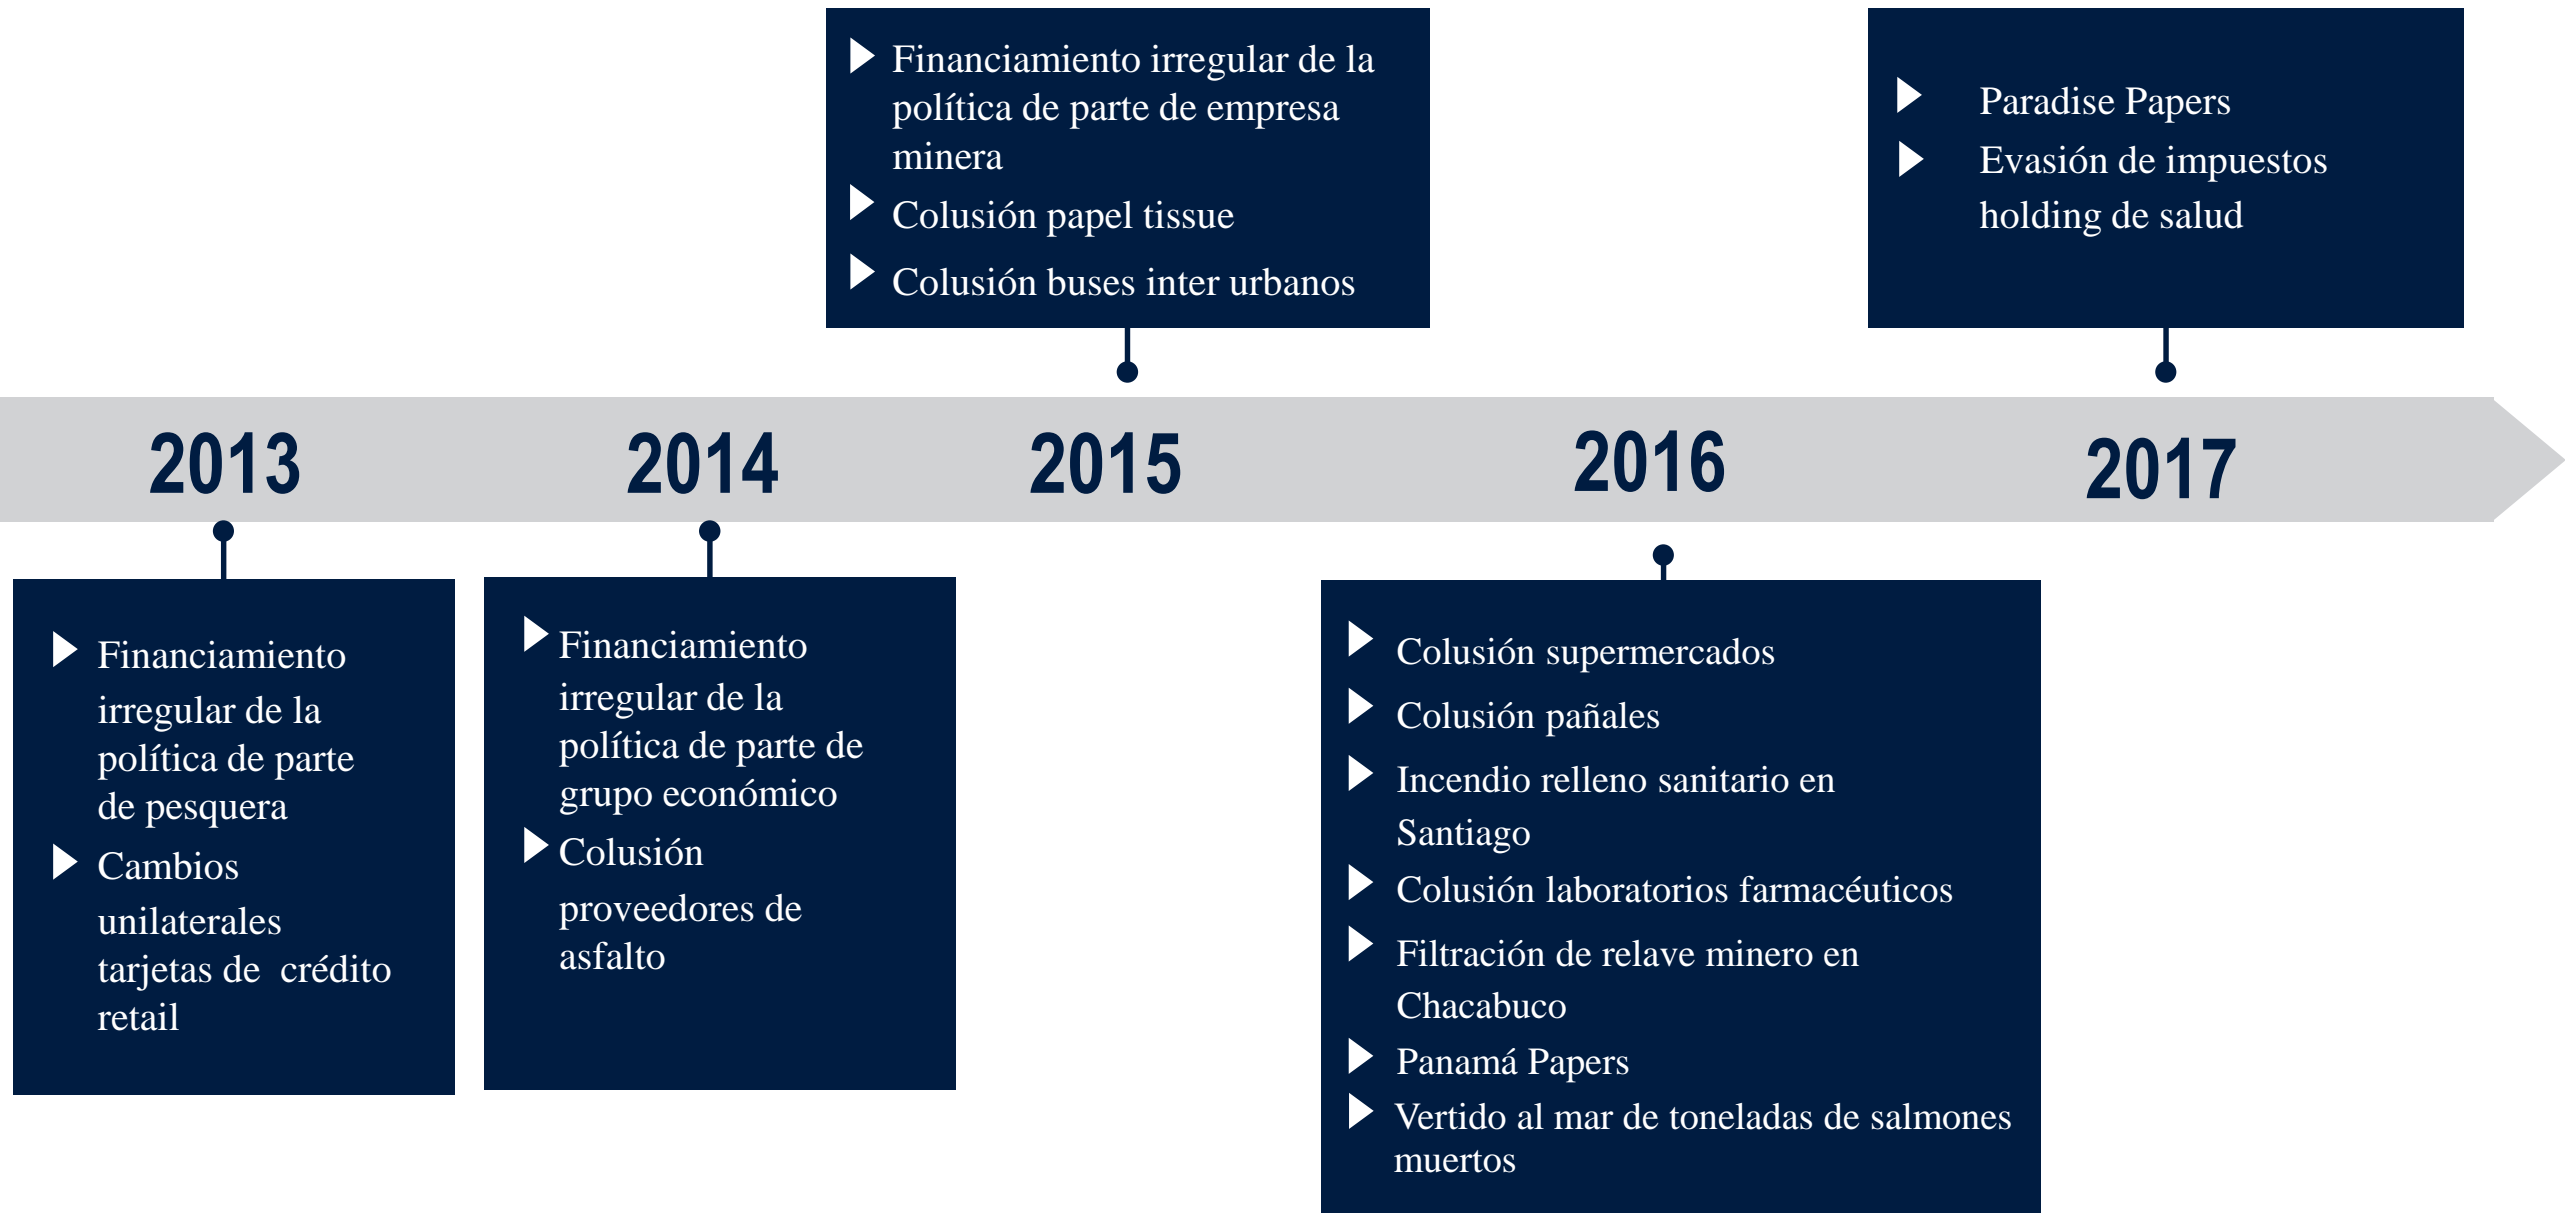 Financiamiento irregular de la
política de parte de empresa
minera
Colusión papel tissue
Colusión buses inter urbanos
Paradise Papers
Evasión de impuestos
holding de salud
2013
2014
2015
2016
2017
Financiamiento
irregular de la
política de parte
de pesquera
Cambios
unilaterales
tarjetas de crédito
retail
Financiamiento
irregular de la
política de parte de
grupo económico
Colusión
proveedores de
asfalto
Colusión supermercados
Colusión pañales
Incendio relleno sanitario en
Santiago
Colusión laboratorios farmacéuticos
Filtración de relave minero en
Chacabuco
Panamá Papers
Vertido al mar de toneladas de salmones
muertos